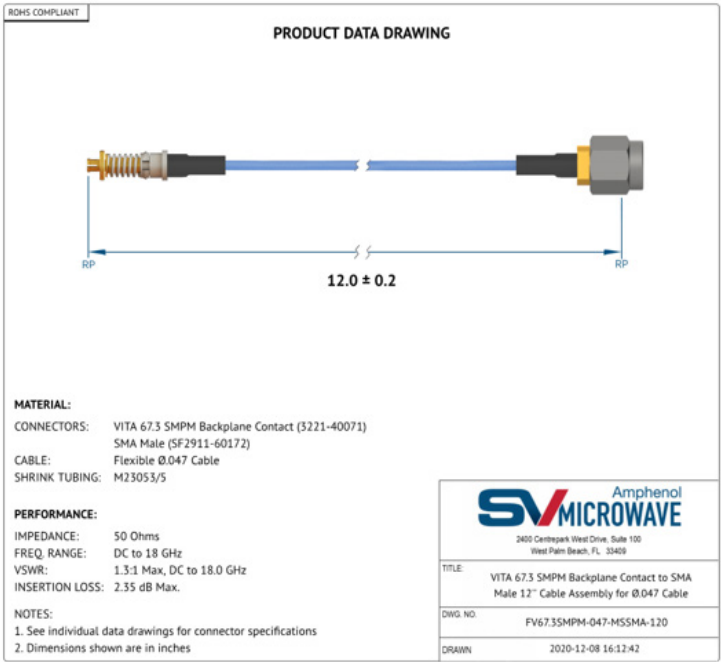 ROHS COMPLIANT
PRODUCT DATA DRAWING
RP
RP
12.0 ± 0.2
MATERIAL:
CONNECTORS: VITA 67.3 SMPM Backplane Contact (3221-40071)
SMA Male (SF2911-60172)
CABLE: Flexible Ø.047 Cable
SHRINK TUBING: M23053/5
PERFORMANCE:
IMPEDANCE: 50 Ohms
FREQ. RANGE: DC to 18 GHz
VSWR: 1.3:1 Max, DC to 18.0 GHz
INSERTION LOSS: 2.35 dB Max.
NOTES:
1. See individual data drawings for connector specifications
2. Dimensions shown are in inches
Amphenol
SV MICROWAVE
2400 Centrepark West Drive, Suite 100
West Palm Beach, FL 33409
TITLE:
VITA 67.3 SMPM Backplane Contact to SMA
Male 12" Cable Assembly for Ø.047 Cable
DWG. NO.
FV67.3SMPM-047-MSSMA-120
DRAWN 2020-12-08 16:12:42